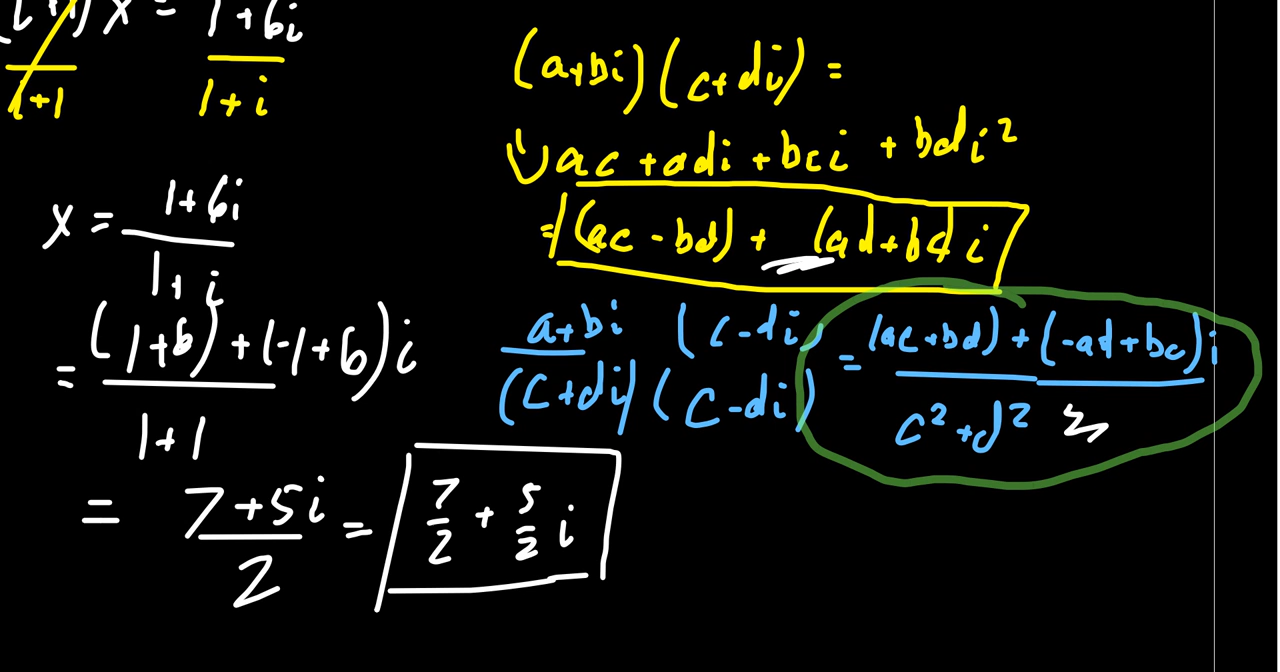 x = 1+6i
1+1 1+i
x = 1+6i
1+i
= (1+6)+(-1+6)i
1+1
= 7+5i = 7/2 + 5/2 i
2
(a+bi)(c+di) =
ac+adi+bci+bdi²
=(ac-bd)+ (ad+bc)i
a+bi (c-di) = (ac+bd)+(-ad+bc)i
(c+di)(c-di) c²+d²